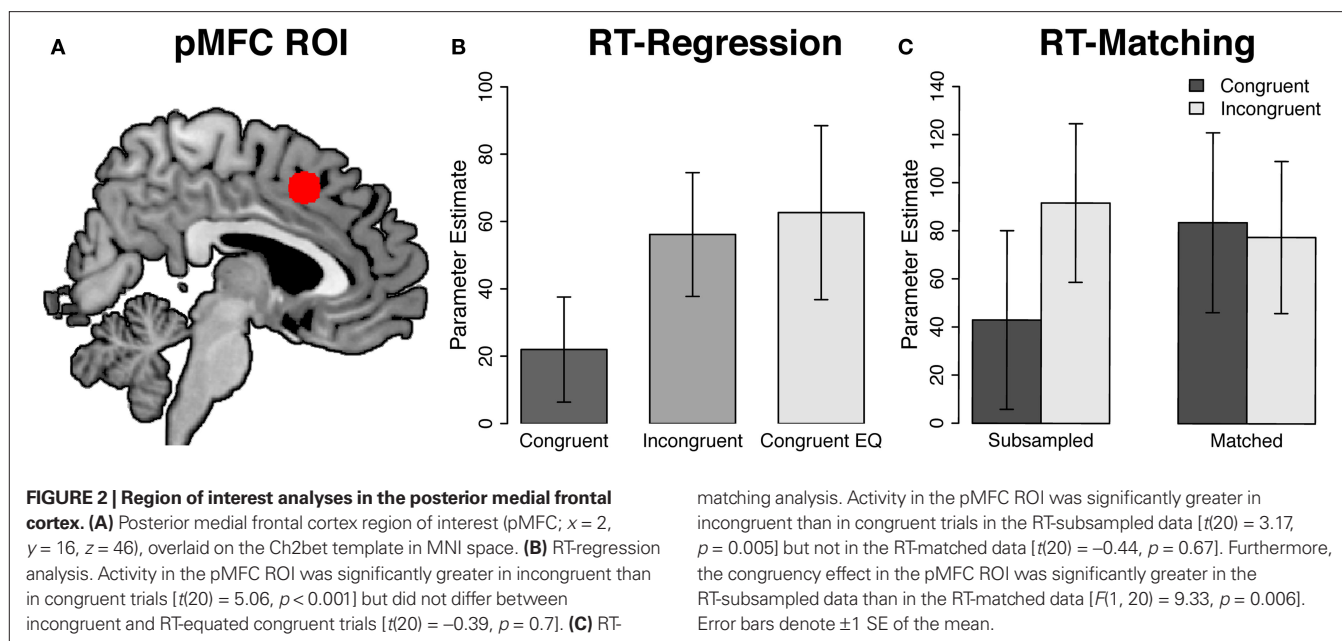 A pMFC ROI
B RT-Regression
Parameter Estimate
100
80
60
40
20
0
Congruent Incongruent Congruent EQ
C RT-Matching
Congruent
Incongruent
Parameter Estimate
140
120
100
80
60
40
20
0
Subsampled Matched
FIGURE 2 | Region of interest analyses in the posterior medial frontal
cortex. (A) Posterior medial frontal cortex region of interest (pMFC; x = 2,
y = 16, z = 46), overlaid on the Ch2bet template in MNI space. (B) RT-regression
analysis. Activity in the pMFC ROI was significantly greater in incongruent than
in congruent trials [t(20) = 5.06, p < 0.001] but did not differ between
incongruent and RT-equated congruent trials [t(20) = −0.39, p = 0.7]. (C) RT-
matching analysis. Activity in the pMFC ROI was significantly greater in
incongruent than in congruent trials in the RT-subsampled data [t(20) = 3.17,
p = 0.005] but not in the RT-matched data [t(20) = −0.44, p = 0.67]. Furthermore,
the congruency effect in the pMFC ROI was significantly greater in the
RT-subsampled data than in the RT-matched data [F(1, 20) = 9.33, p = 0.006].
Error bars denote ±1 SE of the mean.